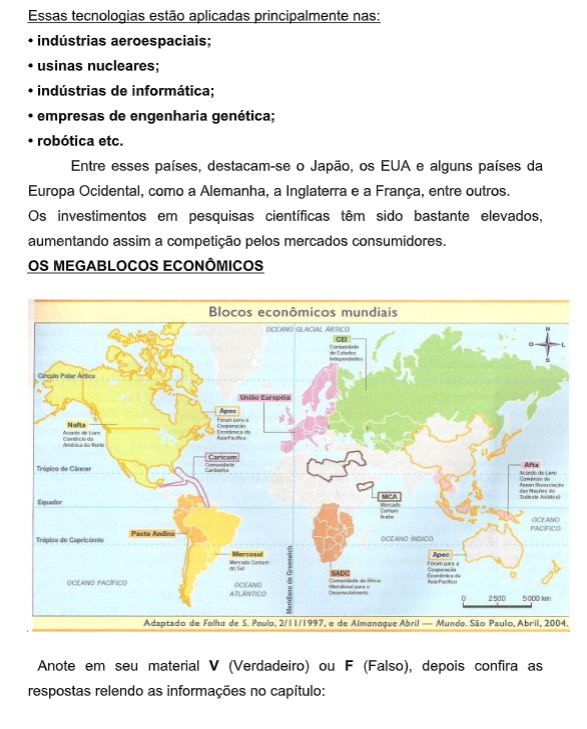 Essas tecnologias estão aplicadas principalmente nas:
• indústrias aeroespaciais;
• usinas nucleares;
• indústrias de informática;
• empresas de engenharia genética;
• robótica etc.
Entre esses países, destacam-se o Japão, os EUA e alguns países da
Europa Ocidental, como a Alemanha, a Inglaterra e a França, entre outros.
Os investimentos em pesquisas científicas têm sido bastante elevados,
aumentando assim a competição pelos mercados consumidores.
OS MEGABLOCOS ECONÔMICOS
Blocos econômicos mundiais
OCEANO GLACIAL ÁRTICO
N
O
L
S
CEI
Comunidade
de Estados
Independentes
Círculo Polar Ártico
União Européia
Apec
Fórum para a
Cooperação
Econômica da
Ásia-Pacífico
Nafta
Acordo de Livre
Comércio da
América do Norte
Caricom
Comunidade
Caribenha
Trópico de Câncer
Afta
Acordo de Livre
Comércio da
Asean (Associação
das Nações do
Sudeste Asiático)
MCA
Mercado
Comum
Árabe
Equador
OCEANO
PACÍFICO
Pacto Andino
Trópico de Capricórnio
OCEANO ÍNDICO
Mercosul
Mercado Comum
do Sul
Meridiano de Greenwich
Apec
Fórum para a
Cooperação
Econômica da
Ásia-Pacífico
SADC
Comunidade da África
Meridional para o
Desenvolvimento
OCEANO PACÍFICO
OCEANO
ATLÂNTICO
0 2500 5000 km
Adaptado de Folha de S. Paulo, 2/11/1997, e de Almanaque Abril — Mundo. São Paulo, Abril, 2004.
Anote em seu material V (Verdadeiro) ou F (Falso), depois confira as
respostas relendo as informações no capítulo: